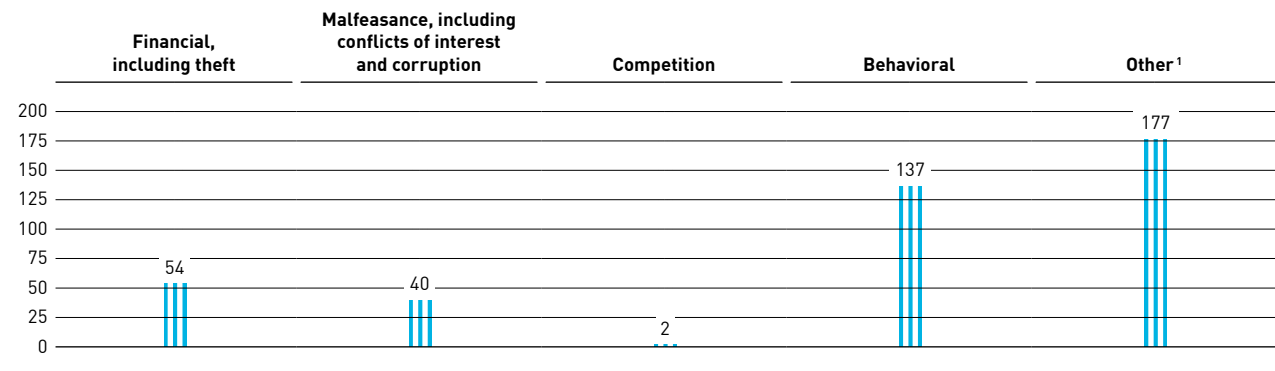 Financial,
including theft
Malfeasance, including
conflicts of interest
and corruption
Competition
Behavioral
Other ¹
200
175
150
125
100
75
50
25
0
54
40
2
137
177